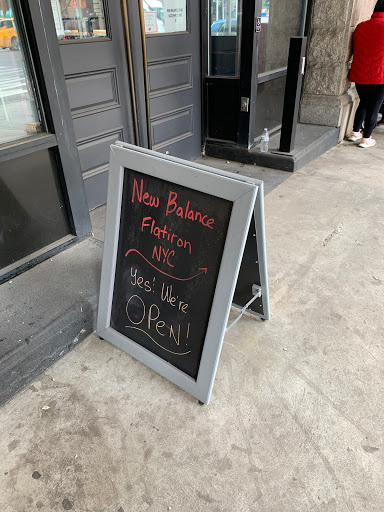 New Balance
Flatiron
NYC
Yes! We're
OPEN!